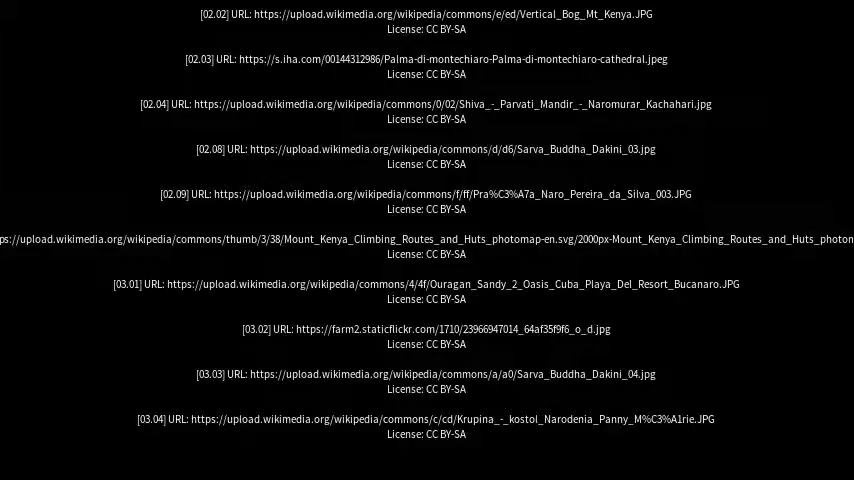 [02.02] URL: https://upload.wikimedia.org/wikipedia/commons/e/ed/Vertical_Bog_Mt_Kenya.JPG
License: CC BY-SA
[02.03] URL: https://s.iha.com/00144312986/Palma-di-montechiaro-Palma-di-montechiaro-cathedral.jpeg
License: CC BY-SA
[02.04] URL: https://upload.wikimedia.org/wikipedia/commons/0/02/Shiva_-_Parvati_Mandir_-_Naromurar_Kachahari.jpg
License: CC BY-SA
[02.08] URL: https://upload.wikimedia.org/wikipedia/commons/d/d6/Sarva_Buddha_Dakini_03.jpg
License: CC BY-SA
[02.09] URL: https://upload.wikimedia.org/wikipedia/commons/f/ff/Pra%C3%A7a_Naro_Pereira_da_Silva_003.JPG
License: CC BY-SA
ps://upload.wikimedia.org/wikipedia/commons/thumb/3/38/Mount_Kenya_Climbing_Routes_and_Huts_photomap-en.svg/2000px-Mount_Kenya_Climbing_Routes_and_Huts_photon
License: CC BY-SA
[03.01] URL: https://upload.wikimedia.org/wikipedia/commons/4/4f/Ouragan_Sandy_2_Oasis_Cuba_Playa_Del_Resort_Bucanaro.JPG
License: CC BY-SA
[03.02] URL: https://farm2.staticflickr.com/1710/23966947014_64af35f9f6_o_d.jpg
License: CC BY-SA
[03.03] URL: https://upload.wikimedia.org/wikipedia/commons/a/a0/Sarva_Buddha_Dakini_04.jpg
License: CC BY-SA
[03.04] URL: https://upload.wikimedia.org/wikipedia/commons/c/cd/Krupina_-_kostol_Narodenia_Panny_M%C3%A1rie.JPG
License: CC BY-SA